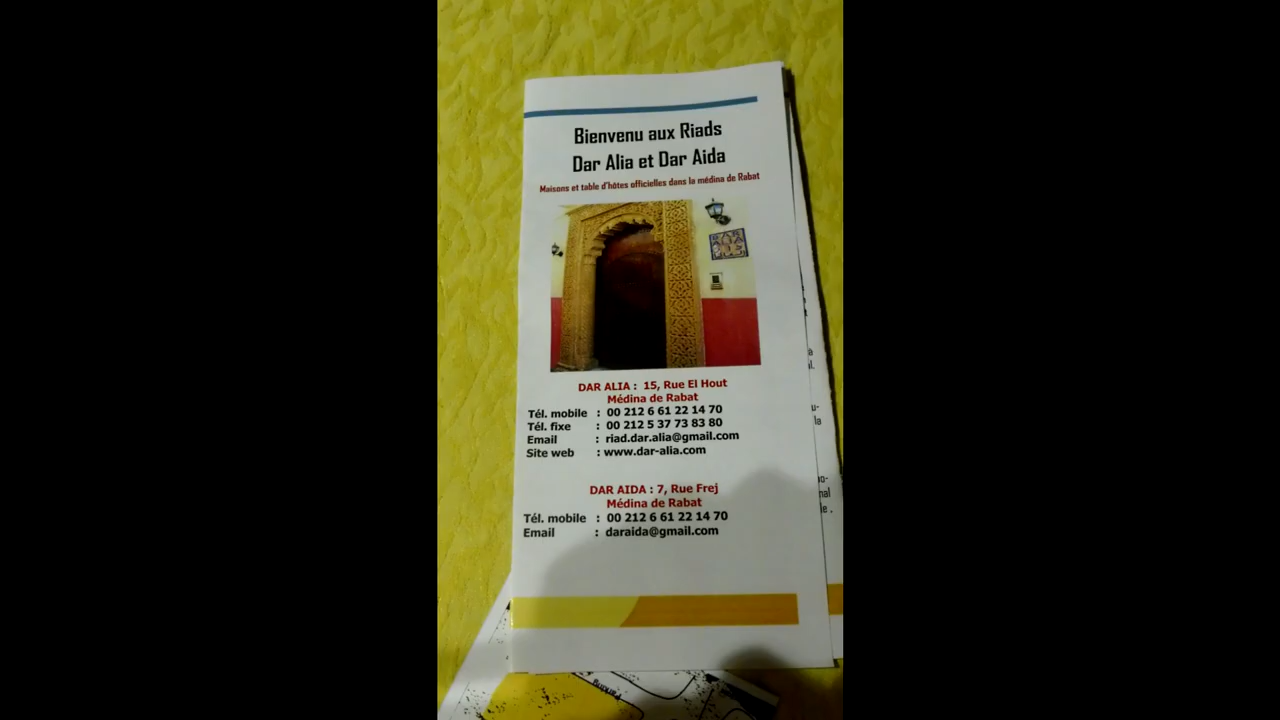 Bienvenu aux Riads
Dar Alia et Dar Aida
Maisons et table d'hôtes officielles dans la médina de Rabat
DAR ALIA : 15, Rue El Hout
Médina de Rabat
Tél. mobile : 00 212 6 61 22 14 70
Tél. fixe : 00 212 5 37 73 83 80
Email : riad.dar.alia@gmail.com
Site web : www.dar-alia.com
DAR AIDA : 7, Rue Frej
Médina de Rabat
Tél. mobile : 00 212 6 61 22 14 70
Email : daraida@gmail.com
Parking